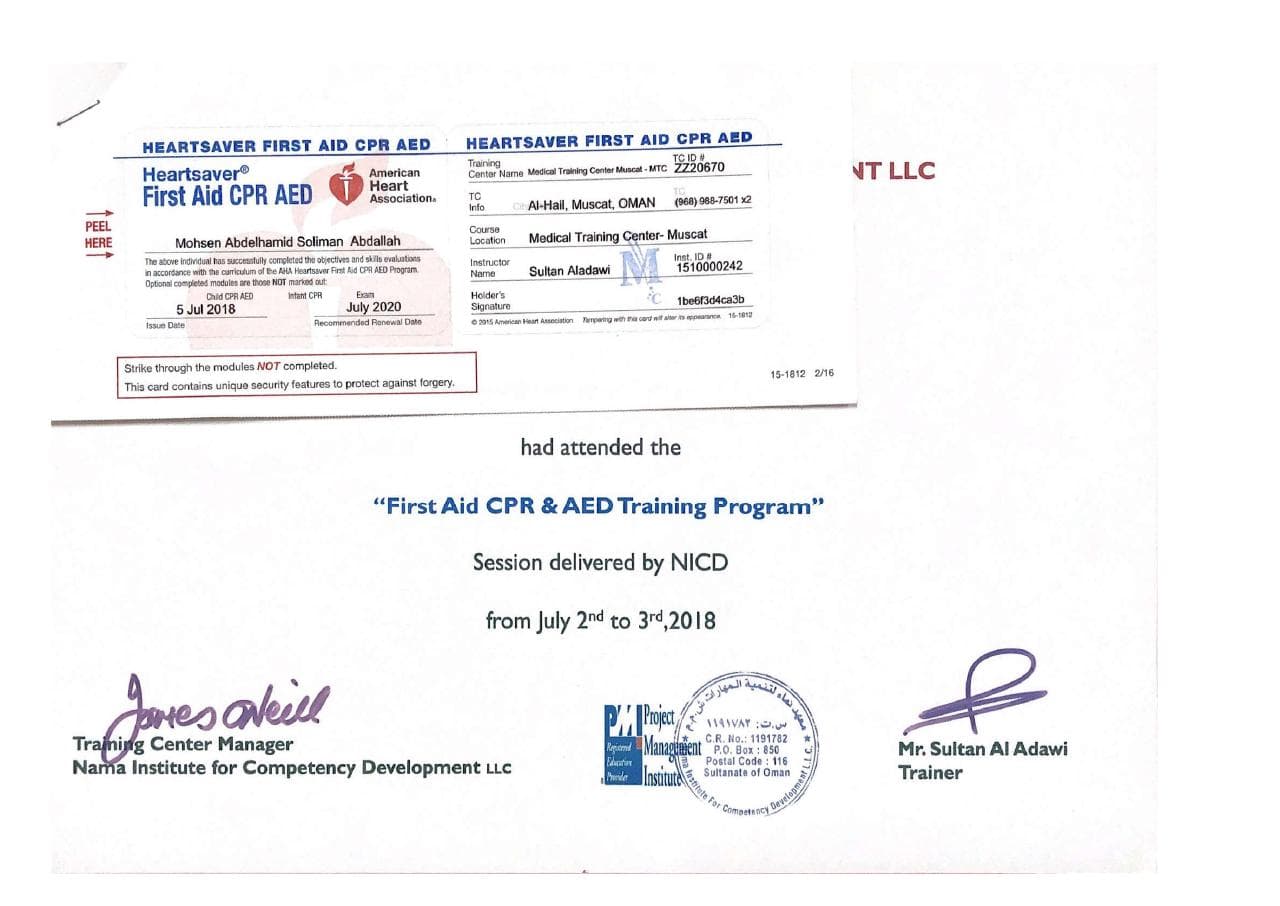 HEARTSAVER FIRST AID CPR AED
Heartsaver®
First Aid CPR AED
American
Heart
Association®
PEEL
HERE
Mohsen Abdelhamid Soliman Abdallah
The above individual has successfully completed the objectives and skills evaluations
in accordance with the curriculum of the AHA Heartsaver First Aid CPR AED Program.
Optional completed modules are those NOT marked out:
Child CPR AED Infant CPR Exam
5 Jul 2018 July 2020
Issue Date Recommended Renewal Date
HEARTSAVER FIRST AID CPR AED
Training
Center Name Medical Training Center Muscat - MTC
TC ID #
ZZ20670
TC
Info Al-Hail, Muscat, OMAN
TC
(968) 988-7501 x2
Course
Location Medical Training Center- Muscat
Instructor
Name Sultan Aladawi
Inst. ID #
1510000242
Holder's
Signature 1be6f3d4ca3b
© 2015 American Heart Association Tampering with this card will alter its appearance. 15-1812
Strike through the modules NOT completed.
This card contains unique security features to protect against forgery.
15-1812 2/16
NT LLC
had attended the
“First Aid CPR & AED Training Program”
Session delivered by NICD
from July 2nd to 3rd,2018
James O'Neill
Training Center Manager
Nama Institute for Competency Development LLC
PMI
Registered
Education
Provider
Project
Management
Institute
معهد نماء لتنمية المهارات ش.م.م
س.ت: ١١٩١٧٨٢
C.R. No.: 1191782
P.O. Box : 850
Postal Code : 116
Sultanate of Oman
Nama Institute For Competency Development L.L.C.
Mr. Sultan Al Adawi
Trainer